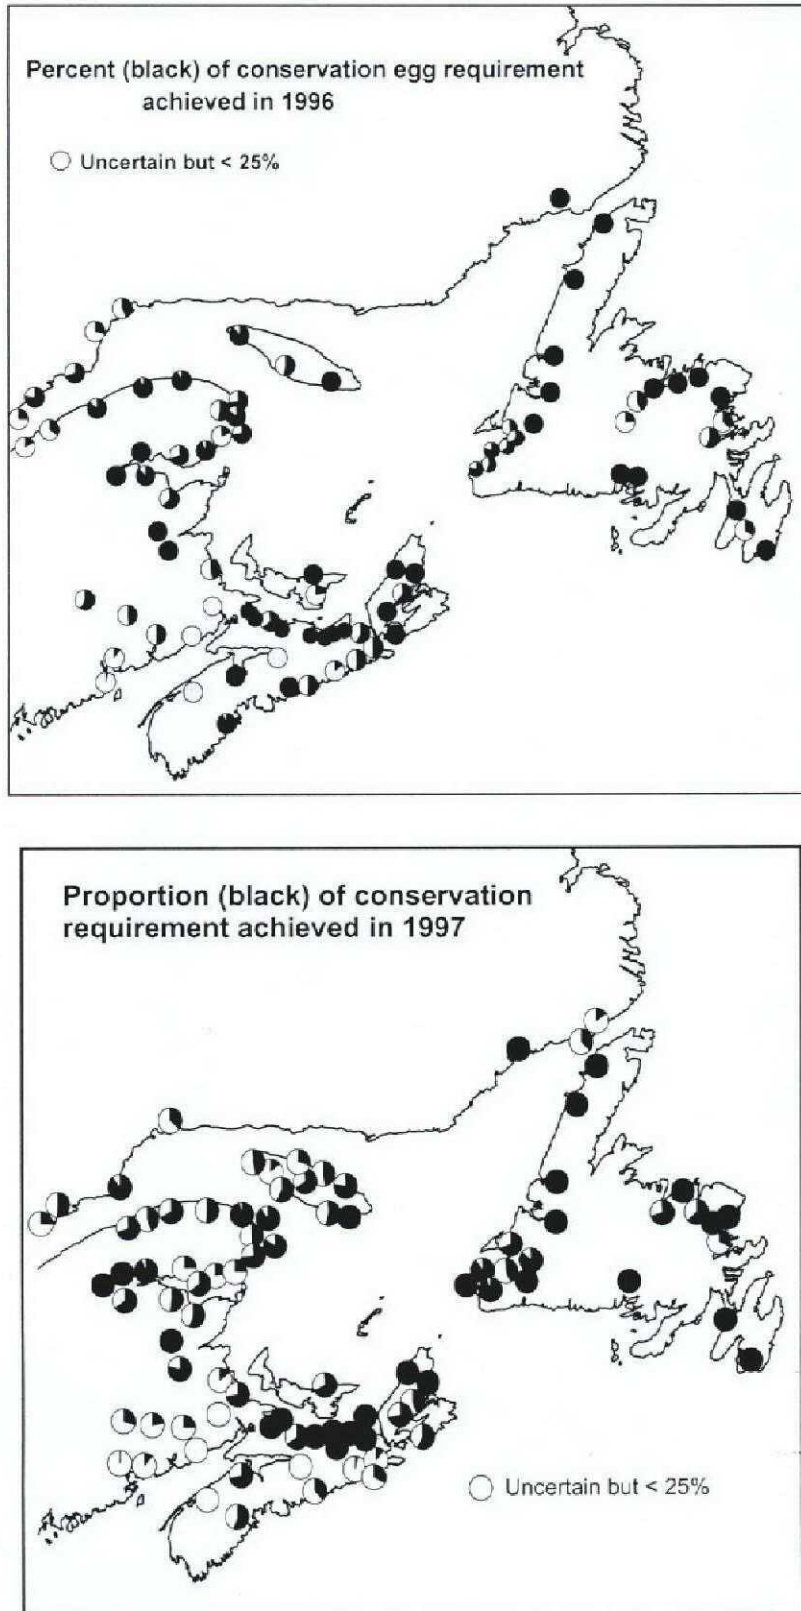 Percent (black) of conservation egg requirement
achieved in 1996
Uncertain but < 25%
Proportion (black) of conservation
requirement achieved in 1997
Uncertain but < 25%